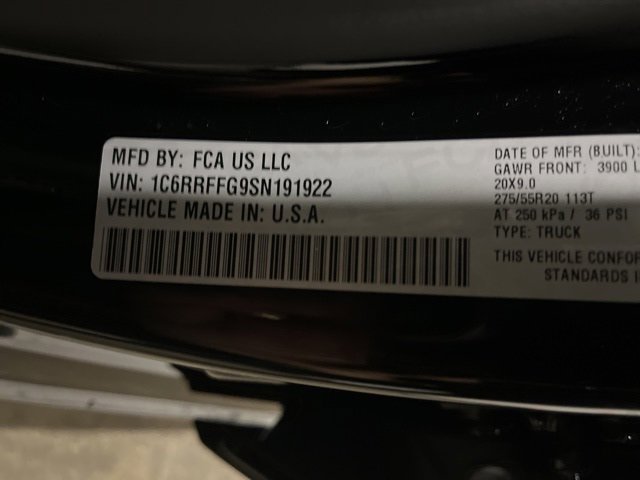 MFD BY: FCA US LLC
VIN: 1C6RRFFG9SN191922
VEHICLE MADE IN: U.S.A.
DATE OF MFR (BUILT):
GAWR FRONT: 3900 L
20X9.0
275/55R20 113T
AT 250 kPa / 36 PSI
TYPE: TRUCK
THIS VEHICLE CONFOR
STANDARDS I